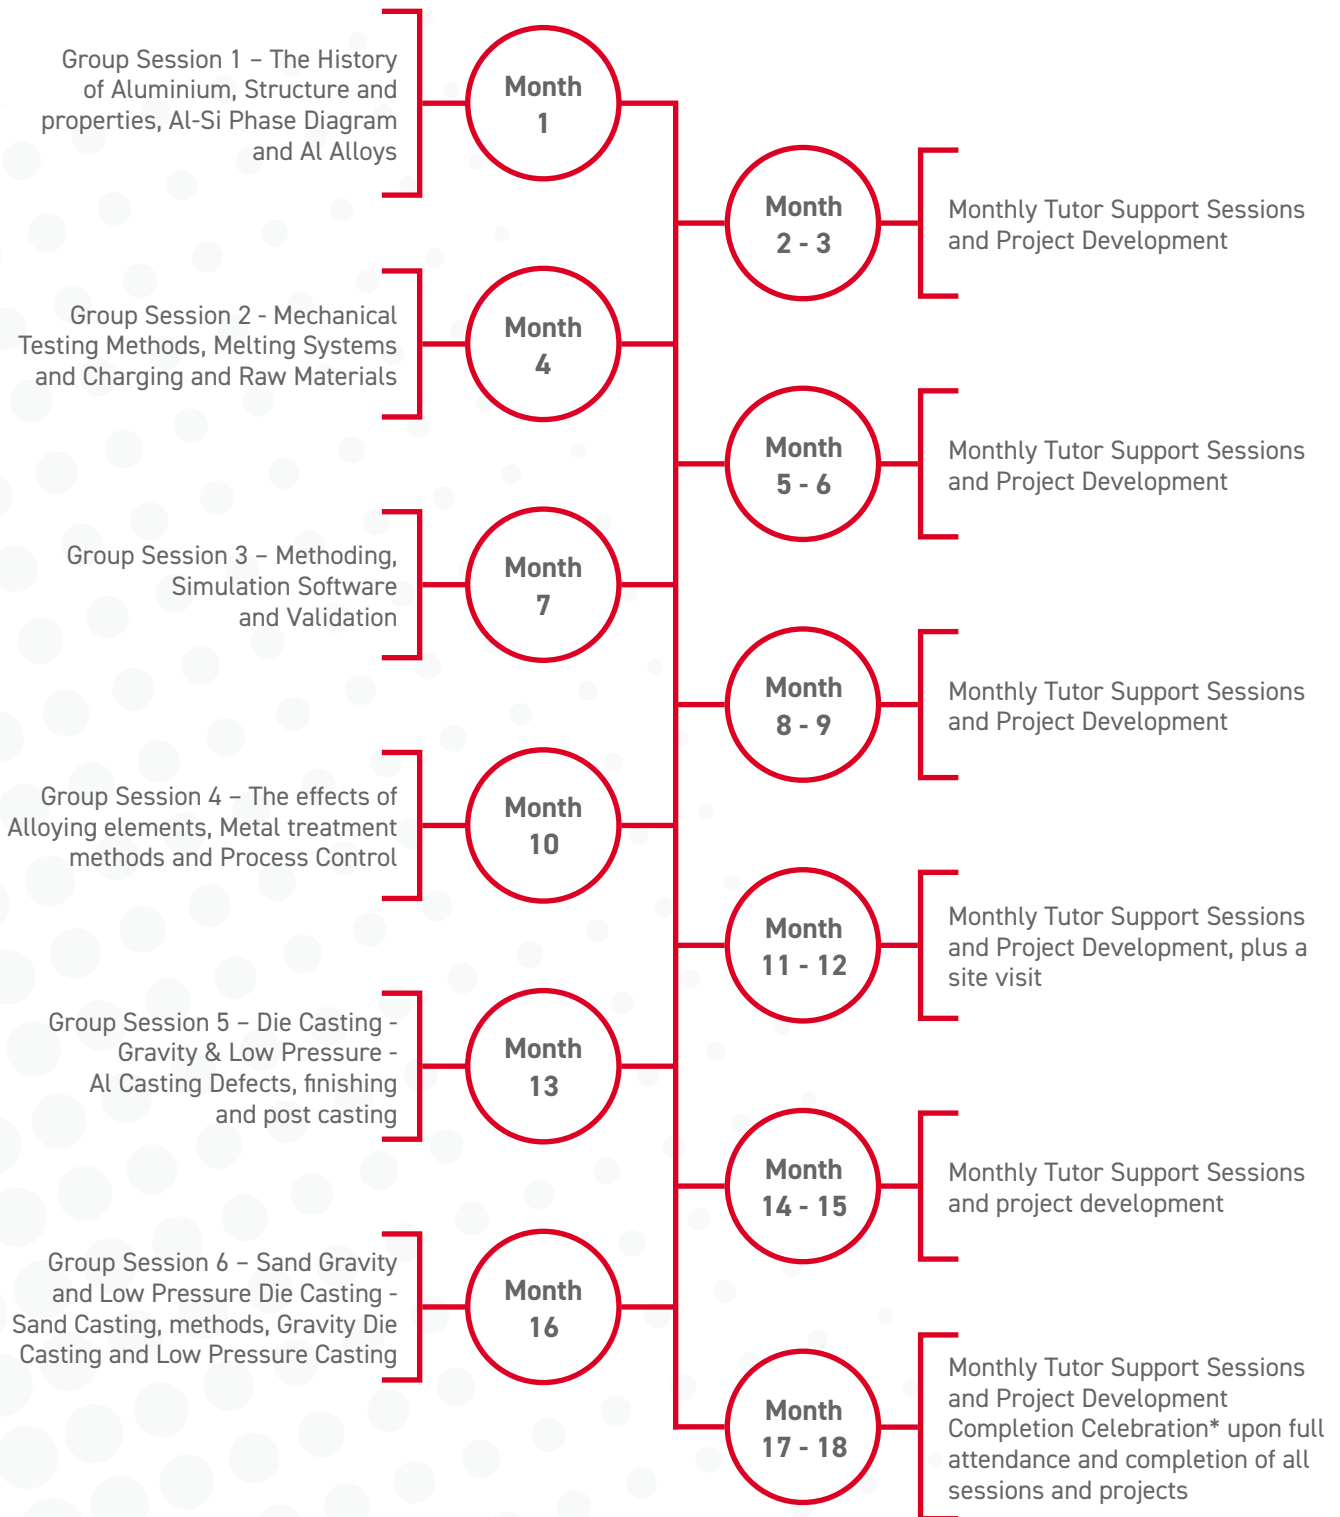 Group Session 1 – The History
of Aluminium, Structure and
properties, Al-Si Phase Diagram
and Al Alloys
Month
1
Month
2 - 3
Monthly Tutor Support Sessions
and Project Development
Group Session 2 - Mechanical
Testing Methods, Melting Systems
and Charging and Raw Materials
Month
4
Month
5 - 6
Monthly Tutor Support Sessions
and Project Development
Group Session 3 – Methoding,
Simulation Software
and Validation
Month
7
Month
8 - 9
Monthly Tutor Support Sessions
and Project Development
Group Session 4 – The effects of
Alloying elements, Metal treatment
methods and Process Control
Month
10
Month
11 - 12
Monthly Tutor Support Sessions
and Project Development, plus a
site visit
Group Session 5 – Die Casting -
Gravity & Low Pressure -
Al Casting Defects, finishing
and post casting
Month
13
Month
14 - 15
Monthly Tutor Support Sessions
and project development
Group Session 6 – Sand Gravity
and Low Pressure Die Casting -
Sand Casting, methods, Gravity Die
Casting and Low Pressure Casting
Month
16
Month
17 - 18
Monthly Tutor Support Sessions
and Project Development
Completion Celebration* upon full
attendance and completion of all
sessions and projects